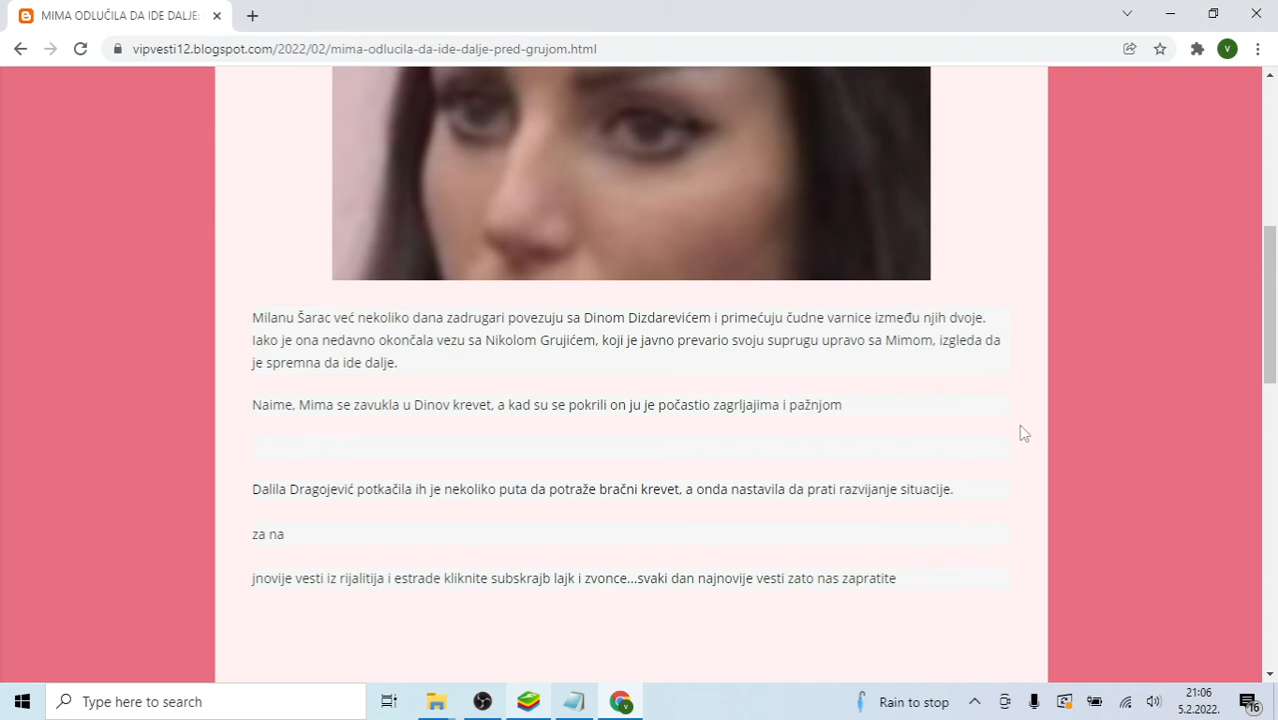 MIMA ODLUČILA DA IDE DALJE:
vipvesti12.blogspot.com/2022/02/mima-odlucila-da-ide-dalje-pred-grujom.html
V
Milanu Šarac već nekoliko dana zadrugari povezuju sa Dinom Dizdarevićem i primećuju čudne varnice između njih dvoje.
Iako je ona nedavno okončala vezu sa Nikolom Grujićem, koji je javno prevario svoju suprugu upravo sa Mimom, izgleda da
je spremna da ide dalje.
Naime, Mima se zavukla u Dinov krevet, a kad su se pokrili on ju je počastio zagrljajima i pažnjom
Dalila Dragojević potkačila ih je nekoliko puta da potraže bračni krevet, a onda nastavila da prati razvijanje situacije.
za na
jnovije vesti iz rijalitija i estrade kliknite subskrajb lajk i zvonce...svaki dan najnovije vesti zato nas zapratite
Type here to search
Rain to stop
21:06
5.2.2022.
16